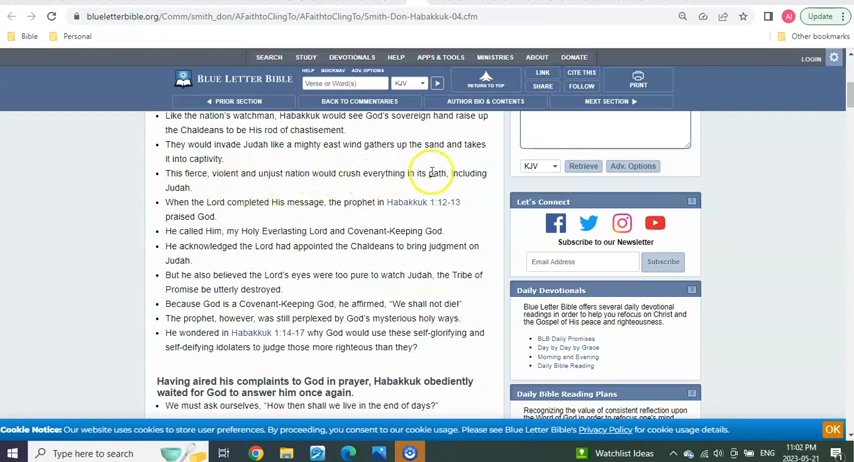 blueletterbible.org/Comm/smith_don/AFaithtoClingTo/AFaithtoClingTo/Smith-Don-Habakkuk-04.cfm
AI
Update
Bible
Personal
Other bookmarks
SEARCH STUDY DEVOTIONALS HELP APPS & TOOLS MINISTRIES ABOUT DONATE
LOGIN
BLUE LETTER BIBLE
HELP QUICKNAV ADV. OPTIONS
Verse or Word(s)
KJV
RETURN TO TOP
LINK
CITE THIS
SHARE
FOLLOW
PRINT
PRIOR SECTION
BACK TO COMMENTARIES
AUTHOR BIO & CONTENTS
NEXT SECTION
Like the nation's watchman, Habakkuk would see God's sovereign hand raise up
the Chaldeans to be His rod of chastisement.
They would invade Judah like a mighty east wind gathers up the sand and takes
it into captivity.
This fierce, violent and unjust nation would crush everything in its path, including
Judah.
When the Lord completed His message, the prophet in Habakkuk 1:12-13
praised God.
He called Him, my Holy Everlasting Lord and Covenant-Keeping God.
He acknowledged the Lord had appointed the Chaldeans to bring judgment on
Judah.
But he also believed the Lord's eyes were too pure to watch Judah, the Tribe of
Promise be utterly destroyed.
Because God is a Covenant-Keeping God, he affirmed, "We shall not die!"
The prophet, however, was still perplexed by God's mysterious holy ways.
He wondered in Habakkuk 1:14-17 why God would use these self-glorifying and
self-deifying idolaters to judge those more righteous than they?
Having aired his complaints to God in prayer, Habakkuk obediently
waited for God to answer him once again.
We must ask ourselves, "How then shall we live in the end of days?"
KJV
Retrieve
Adv. Options
Let's Connect
x
Subscribe to our Newsletter
Email Address
Subscribe
Daily Devotionals
x
Blue Letter Bible offers several daily devotional
readings in order to help you refocus on Christ and
the Gospel of His peace and righteousness.
BLB Daily Promises
Day by Day by Grace
Morning and Evening
Daily Bible Reading
Daily Bible Reading Plans
x
Recognizing the value of consistent reflection upon
Cookie Notice: Our website uses cookies to store user preferences. By proceeding, you consent to our cookie usage. Please see Blue Letter Bible's Privacy Policy for cookie usage details.
OK
Type here to search
Watchlist Ideas
ENG
11:02 PM
2023-05-21